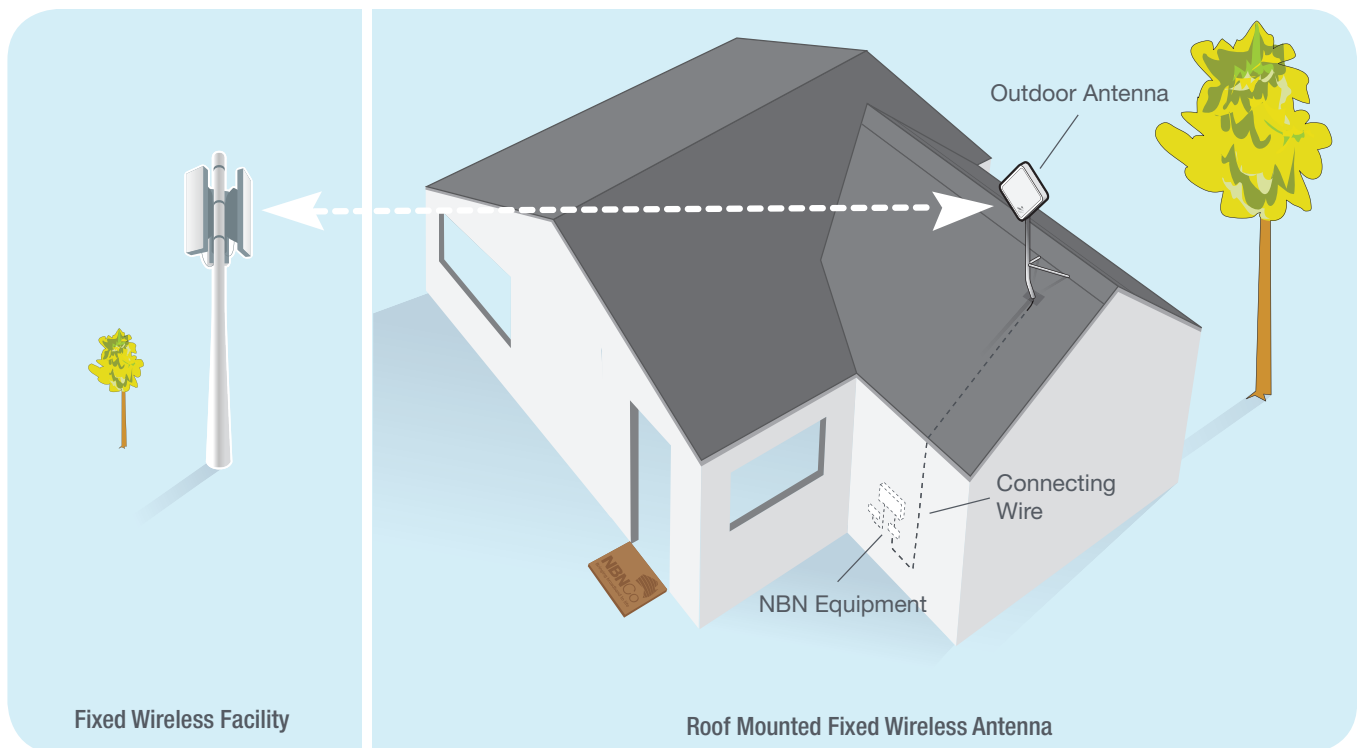 Outdoor Antenna
Connecting
Wire
NBN Equipment
NBNCo
Fixed Wireless Facility
Roof Mounted Fixed Wireless Antenna